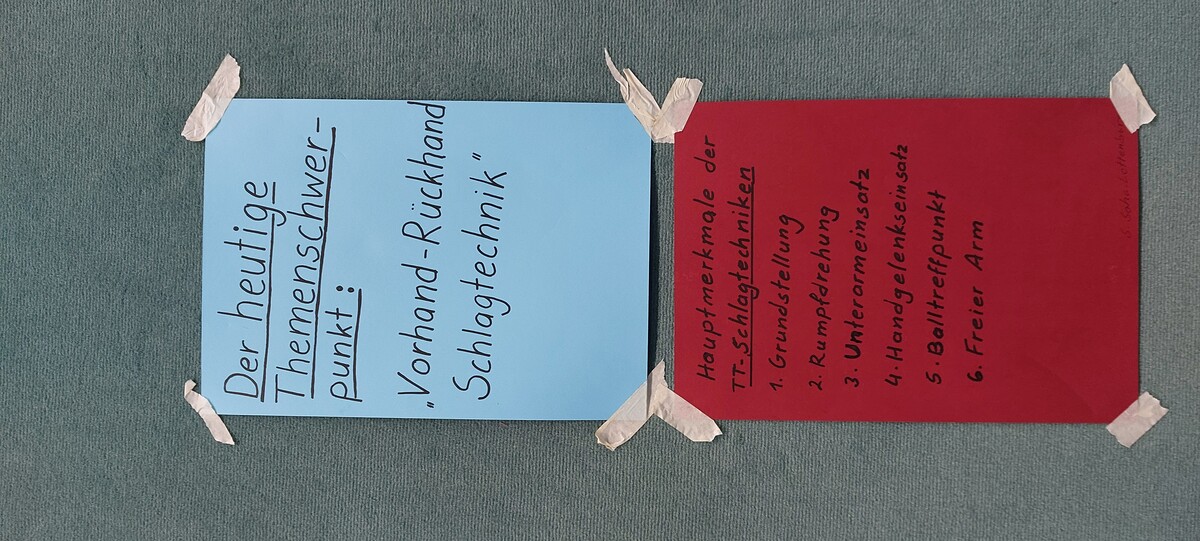 Der heutige
Themenschwer-
punkt:
„Vorhand-Rückhand
Schlagtechnik“
Hauptmerkmale der
TT-Schlagtechniken
1. Grundstellung
2. Rumpfdrehung
3. Unterarmeinsatz
4. Handgelenkseinsatz
5. Balltreffpunkt
6. Freier Arm